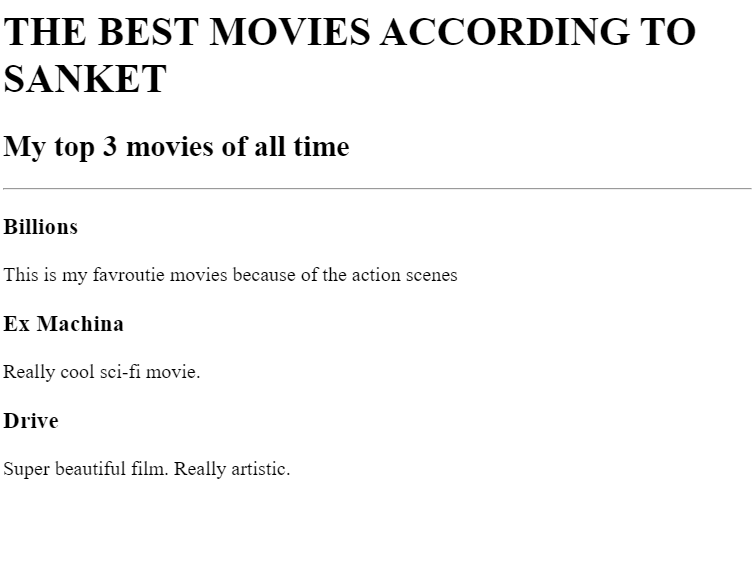 THE BEST MOVIES ACCORDING TO
SANKET
My top 3 movies of all time
Billions
This is my favroutie movies because of the action scenes
Ex Machina
Really cool sci-fi movie.
Drive
Super beautiful film. Really artistic.